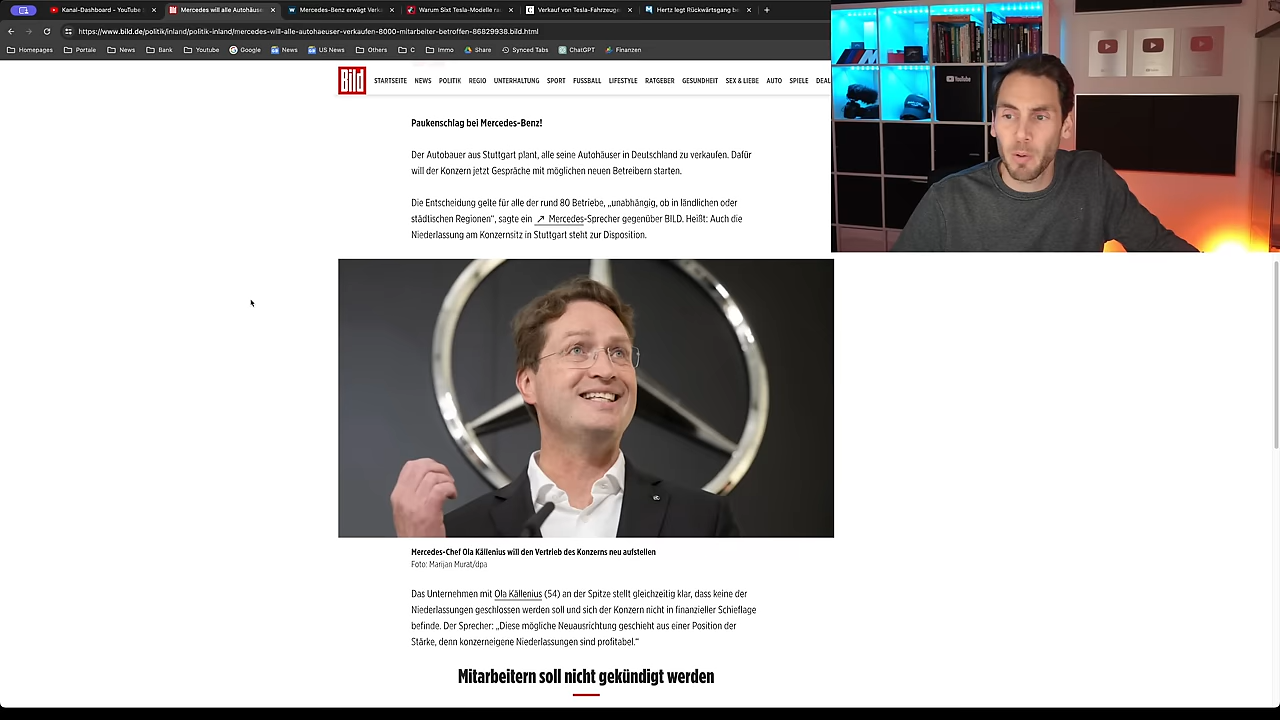 Kanal-Dashboard - YouTube
Mercedes will alle Autohäuse
Mercedes-Benz erwägt Verk
Warum Sixt Tesla-Modelle ra
Verkauf von Tesla-Fahrzeuge
Hertz legt Rückwärtsgang be
https://www.bild.de/politik/inland/politik-inland/mercedes-will-alle-autohaeuser-verkaufen-8000-mitarbeiter-betroffen-86829938.bild.html
Homepages
Portale
News
Bank
Youtube
Google
News
US News
Others
C
Immo
Share
Synced Tabs
ChatGPT
Finanzen
Bild
STARTSEITE NEWS POLITIK REGIO UNTERHALTUNG SPORT FUSSBALL LIFESTYLE RATGEBER GESUNDHEIT SEX & LIEBE AUTO SPIELE DEAL
YouTube
Paukenschlag bei Mercedes-Benz!
Der Autobauer aus Stuttgart plant, alle seine Autohäuser in Deutschland zu verkaufen. Dafür
will der Konzern jetzt Gespräche mit möglichen neuen Betreibern starten.
Die Entscheidung gelte für alle der rund 80 Betriebe, „unabhängig, ob in ländlichen oder
städtischen Regionen“, sagte ein ↗ Mercedes-Sprecher gegenüber BILD. Heißt: Auch die
Niederlassung am Konzernsitz in Stuttgart steht zur Disposition.
Mercedes-Chef Ola Källenius will den Vertrieb des Konzerns neu aufstellen
Foto: Marijan Murat/dpa
Das Unternehmen mit Ola Källenius (54) an der Spitze stellt gleichzeitig klar, dass keine der
Niederlassungen geschlossen werden soll und sich der Konzern nicht in finanzieller Schieflage
befinde. Der Sprecher: „Diese mögliche Neuausrichtung geschieht aus einer Position der
Stärke, denn konzerneigene Niederlassungen sind profitabel.“
Mitarbeitern soll nicht gekündigt werden